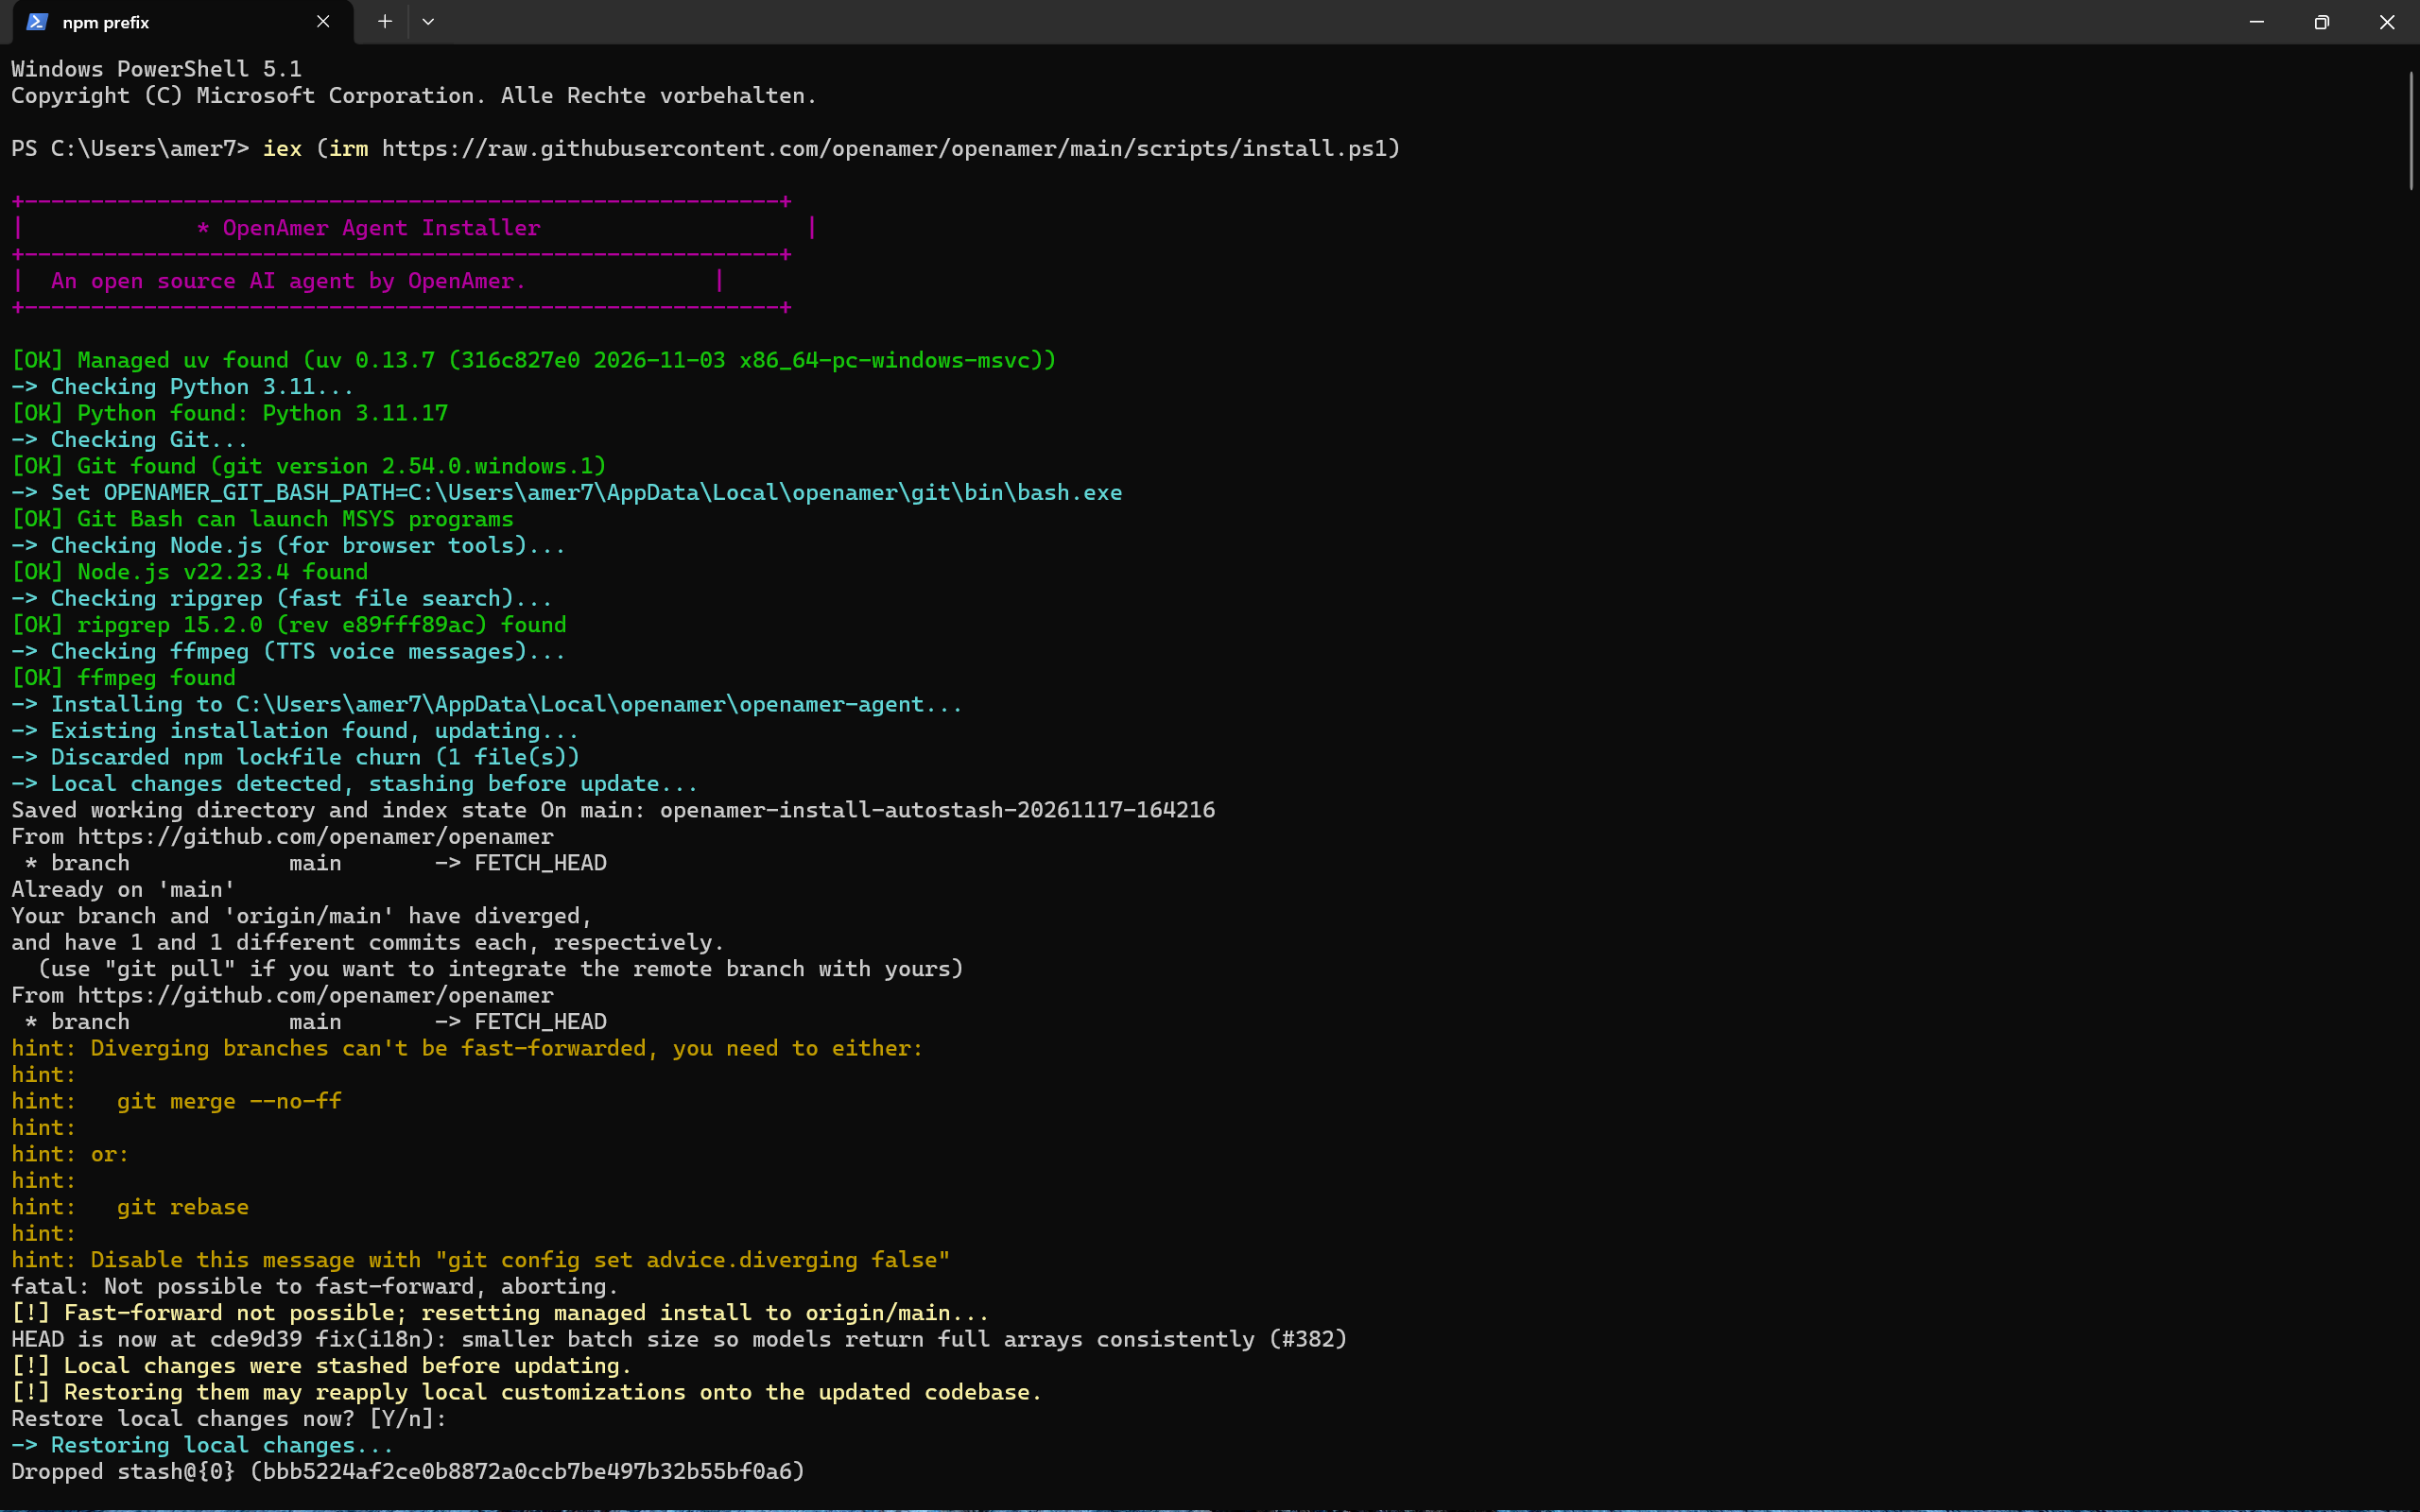 npm prefix
Windows PowerShell 5.1
Copyright (C) Microsoft Corporation. Alle Rechte vorbehalten.
PS C:\Users\amer7> iex (irm https://raw.githubusercontent.com/openamer/openamer/main/scripts/install.ps1)
+---------------------------------------------------------+
|             * OpenAmer Agent Installer                    |
+---------------------------------------------------------+
|  An open source AI agent by OpenAmer.              |
+---------------------------------------------------------+
[OK] Managed uv found (uv 0.13.7 (316c827e0 2026-11-03 x86_64-pc-windows-msvc))
-> Checking Python 3.11...
[OK] Python found: Python 3.11.17
-> Checking Git...
[OK] Git found (git version 2.54.0.windows.1)
-> Set OPENAMER_GIT_BASH_PATH=C:\Users\amer7\AppData\Local\openamer\git\bin\bash.exe
[OK] Git Bash can launch MSYS programs
-> Checking Node.js (for browser tools)...
[OK] Node.js v22.23.4 found
-> Checking ripgrep (fast file search)...
[OK] ripgrep 15.2.0 (rev e89fff89ac) found
-> Checking ffmpeg (TTS voice messages)...
[OK] ffmpeg found
-> Installing to C:\Users\amer7\AppData\Local\openamer\openamer-agent...
-> Existing installation found, updating...
-> Discarded npm lockfile churn (1 file(s))
-> Local changes detected, stashing before update...
Saved working directory and index state On main: openamer-install-autostash-20261117-164216
From https://github.com/openamer/openamer
 * branch            main       -> FETCH_HEAD
Already on 'main'
Your branch and 'origin/main' have diverged,
and have 1 and 1 different commits each, respectively.
  (use "git pull" if you want to integrate the remote branch with yours)
From https://github.com/openamer/openamer
 * branch            main       -> FETCH_HEAD
hint: Diverging branches can't be fast-forwarded, you need to either:
hint:
hint:   git merge --no-ff
hint:
hint: or:
hint:
hint:   git rebase
hint:
hint: Disable this message with "git config set advice.diverging false"
fatal: Not possible to fast-forward, aborting.
[!] Fast-forward not possible; resetting managed install to origin/main...
HEAD is now at cde9d39 fix(i18n): smaller batch size so models return full arrays consistently (#382)
[!] Local changes were stashed before updating.
[!] Restoring them may reapply local customizations onto the updated codebase.
Restore local changes now? [Y/n]:
-> Restoring local changes...
Dropped stash@{0} (bbb5224af2ce0b8872a0ccb7be497b32b55bf0a6)